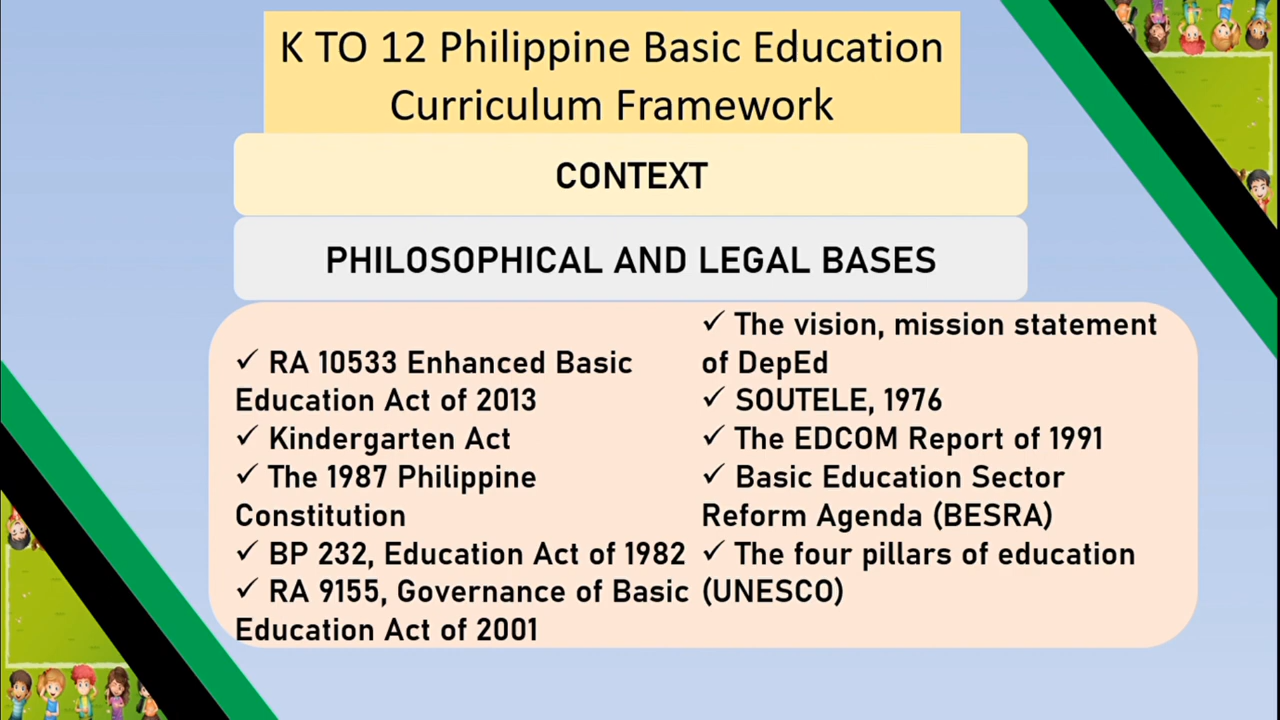 K TO 12 Philippine Basic Education
Curriculum Framework
CONTEXT
PHILOSOPHICAL AND LEGAL BASES
✓ RA 10533 Enhanced Basic
Education Act of 2013
✓ Kindergarten Act
✓ The 1987 Philippine
Constitution
✓ BP 232, Education Act of 1982
✓ RA 9155, Governance of Basic
Education Act of 2001
✓ The vision, mission statement
of DepEd
✓ SOUTELE, 1976
✓ The EDCOM Report of 1991
✓ Basic Education Sector
Reform Agenda (BESRA)
✓ The four pillars of education
(UNESCO)